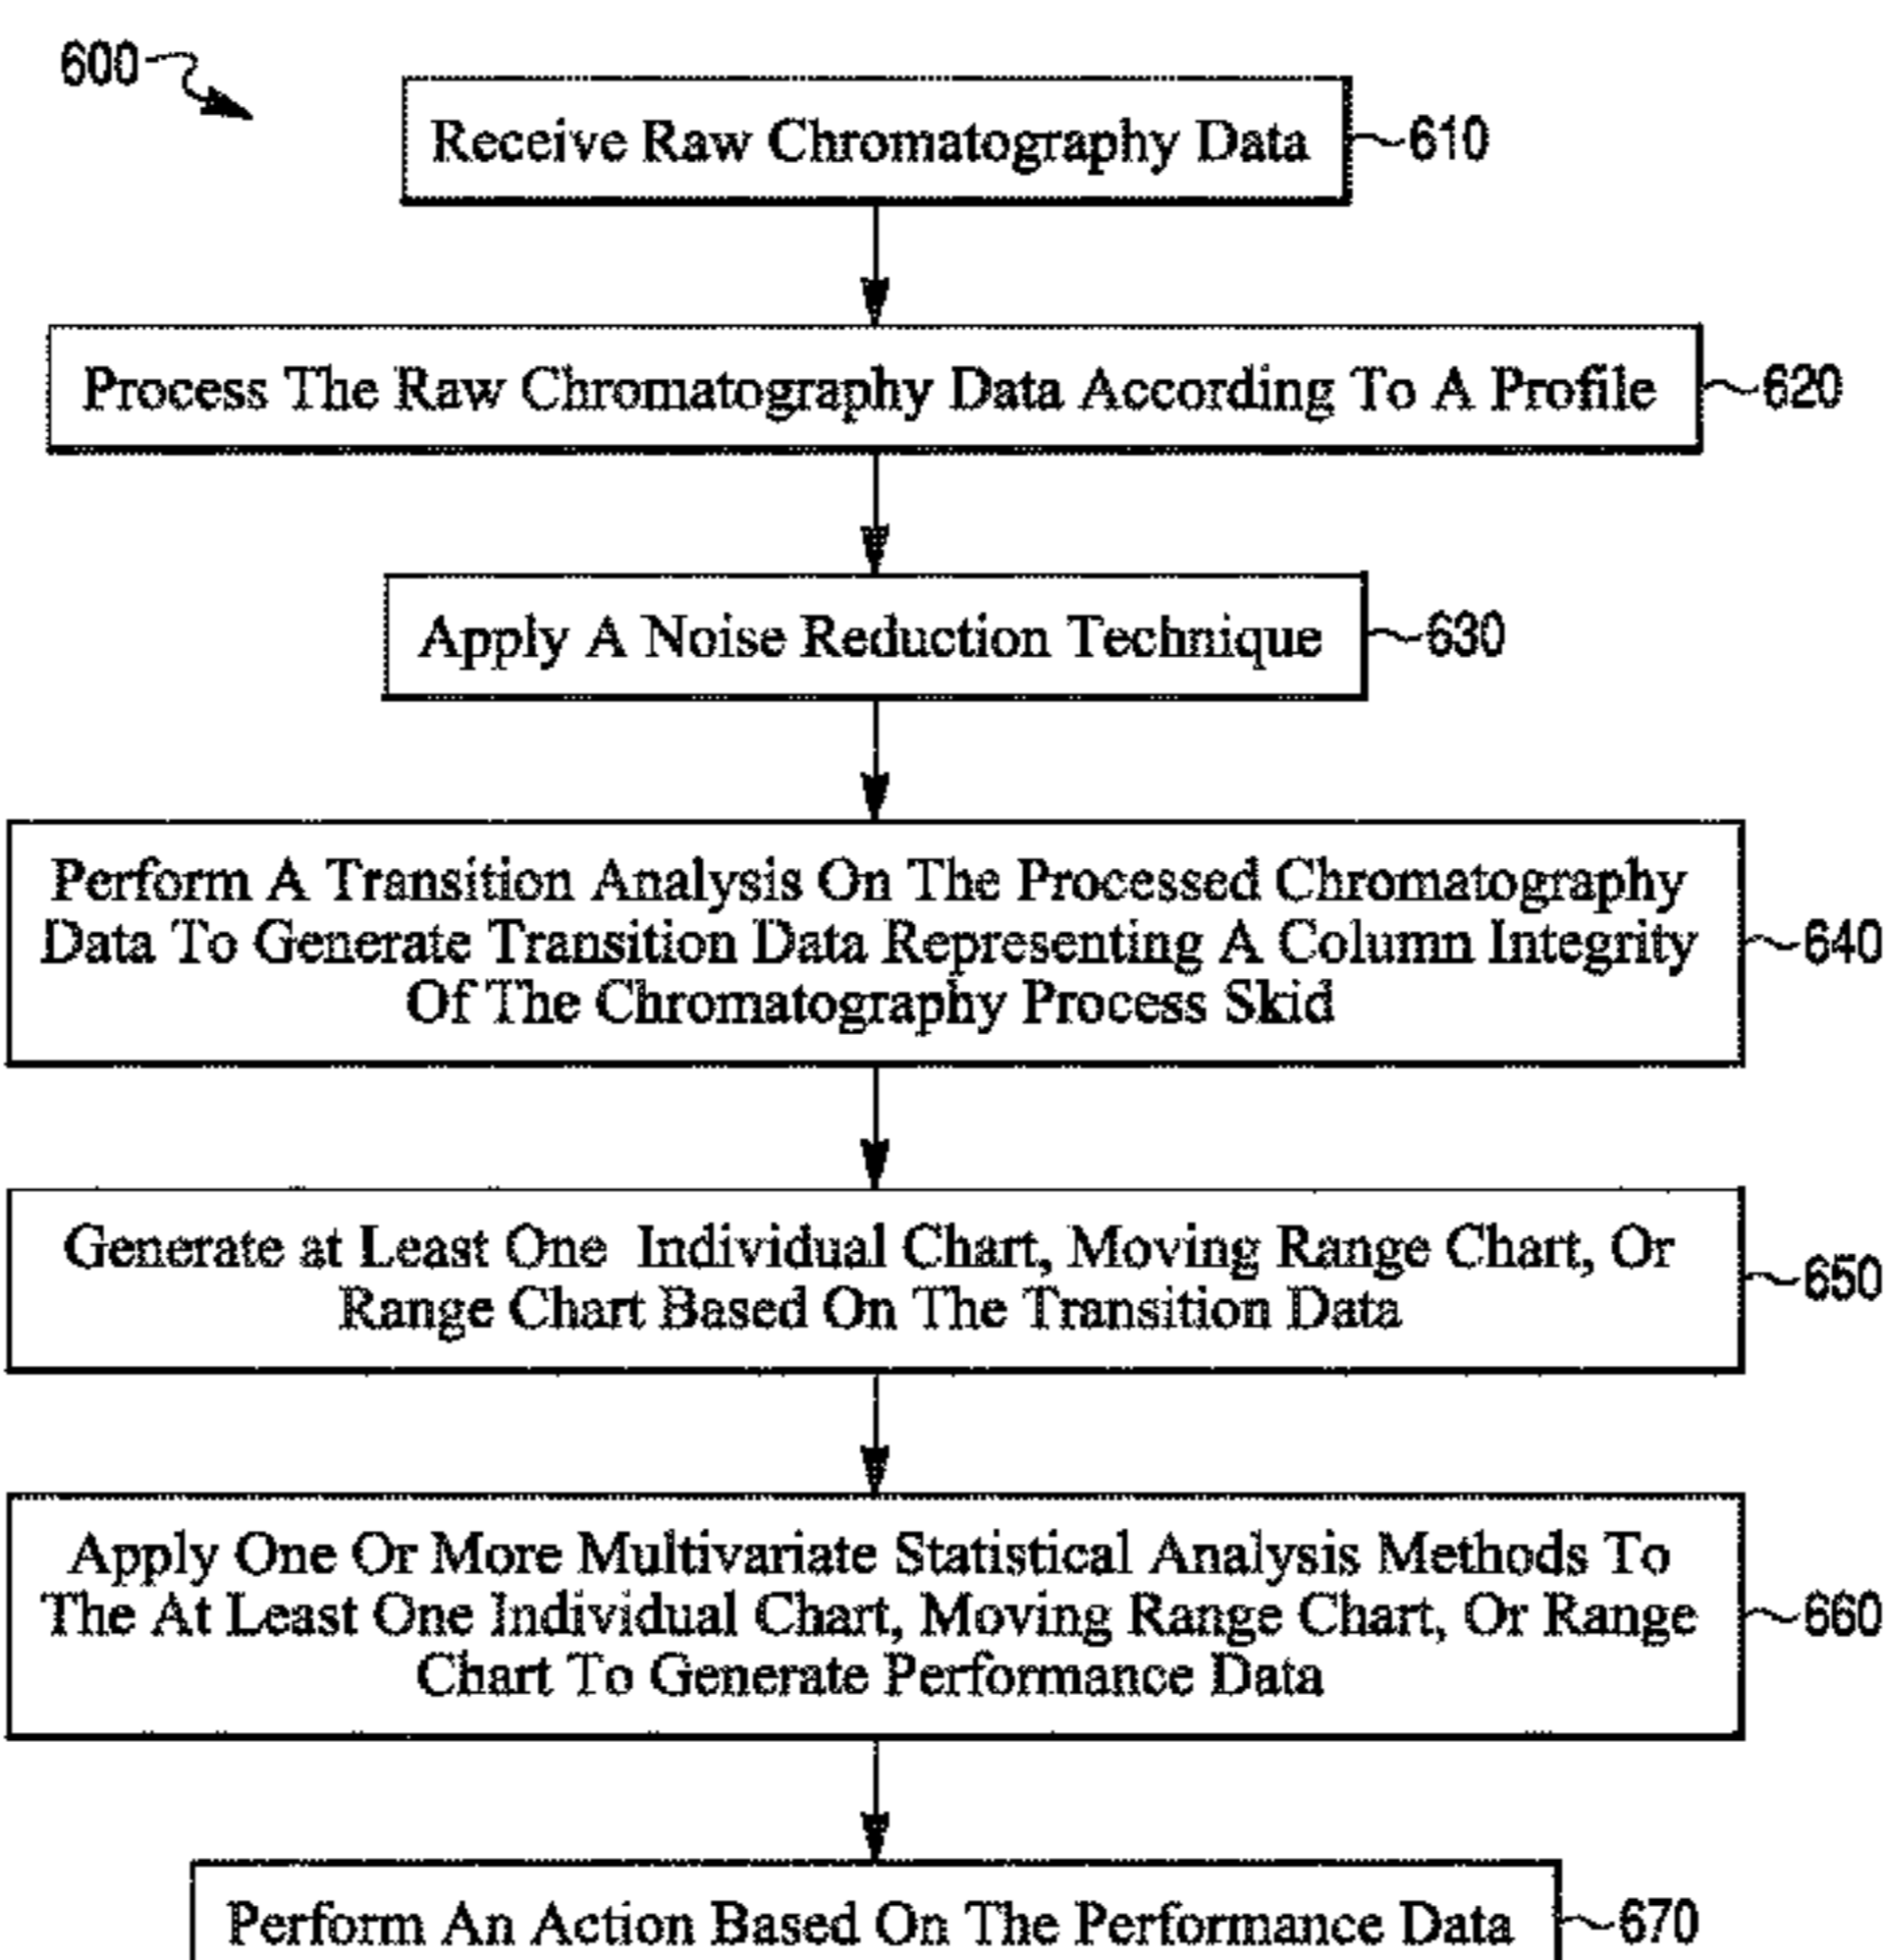 600
Receive Raw Chromatography Data
610
Process The Raw Chromatography Data According To A Profile
620
Apply A Noise Reduction Technique
630
Perform A Transition Analysis On The Processed Chromatography
Data To Generate Transition Data Representing A Column Integrity
Of The Chromatography Process Skid
640
Generate at Least One Individual Chart, Moving Range Chart, Or
Range Chart Based On The Transition Data
650
Apply One Or More Multivariate Statistical Analysis Methods To
The At Least One Individual Chart, Moving Range Chart, Or Range
Chart To Generate Performance Data
660
Perform An Action Based On The Performance Data
670